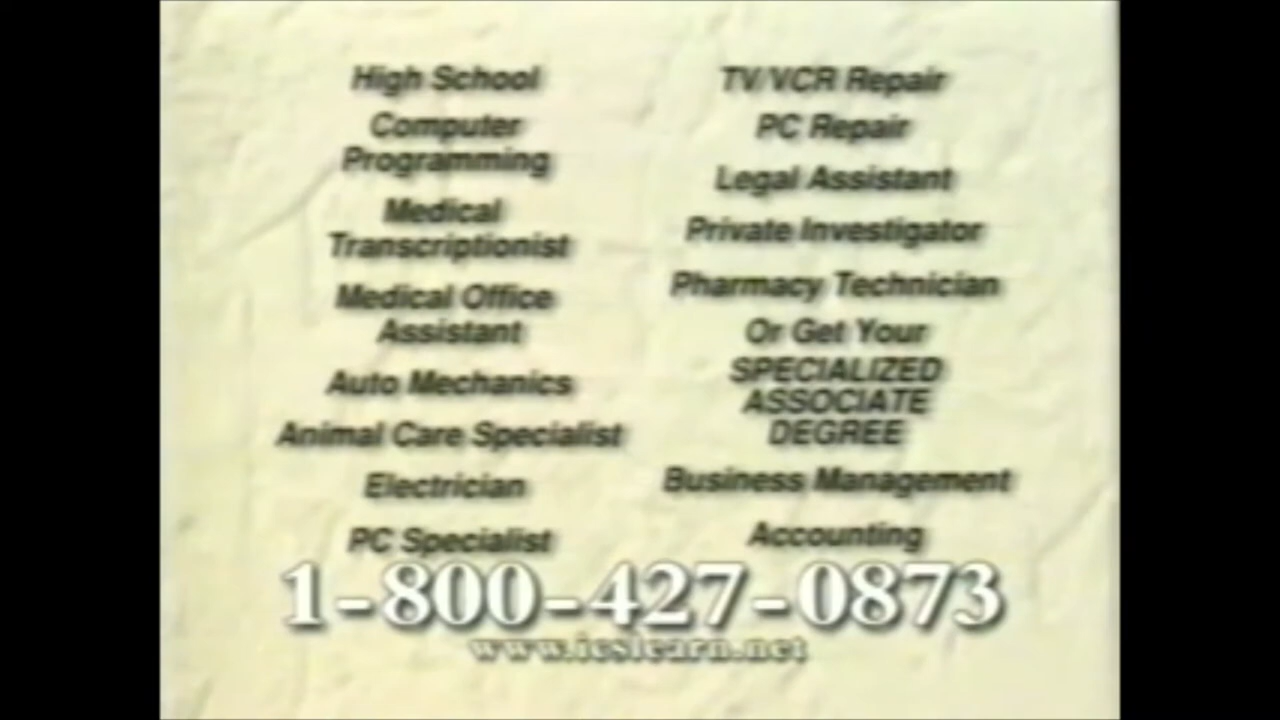 High School
Computer
Programming
Medical
Transcriptionist
Medical Office
Assistant
Auto Mechanics
Animal Care Specialist
Electrician
PC Specialist
TV/VCR Repair
PC Repair
Legal Assistant
Private Investigator
Pharmacy Technician
Or Get Your
SPECIALIZED
ASSOCIATE
DEGREE
Business Management
Accounting
1-800-427-0873
www.icslearn.net